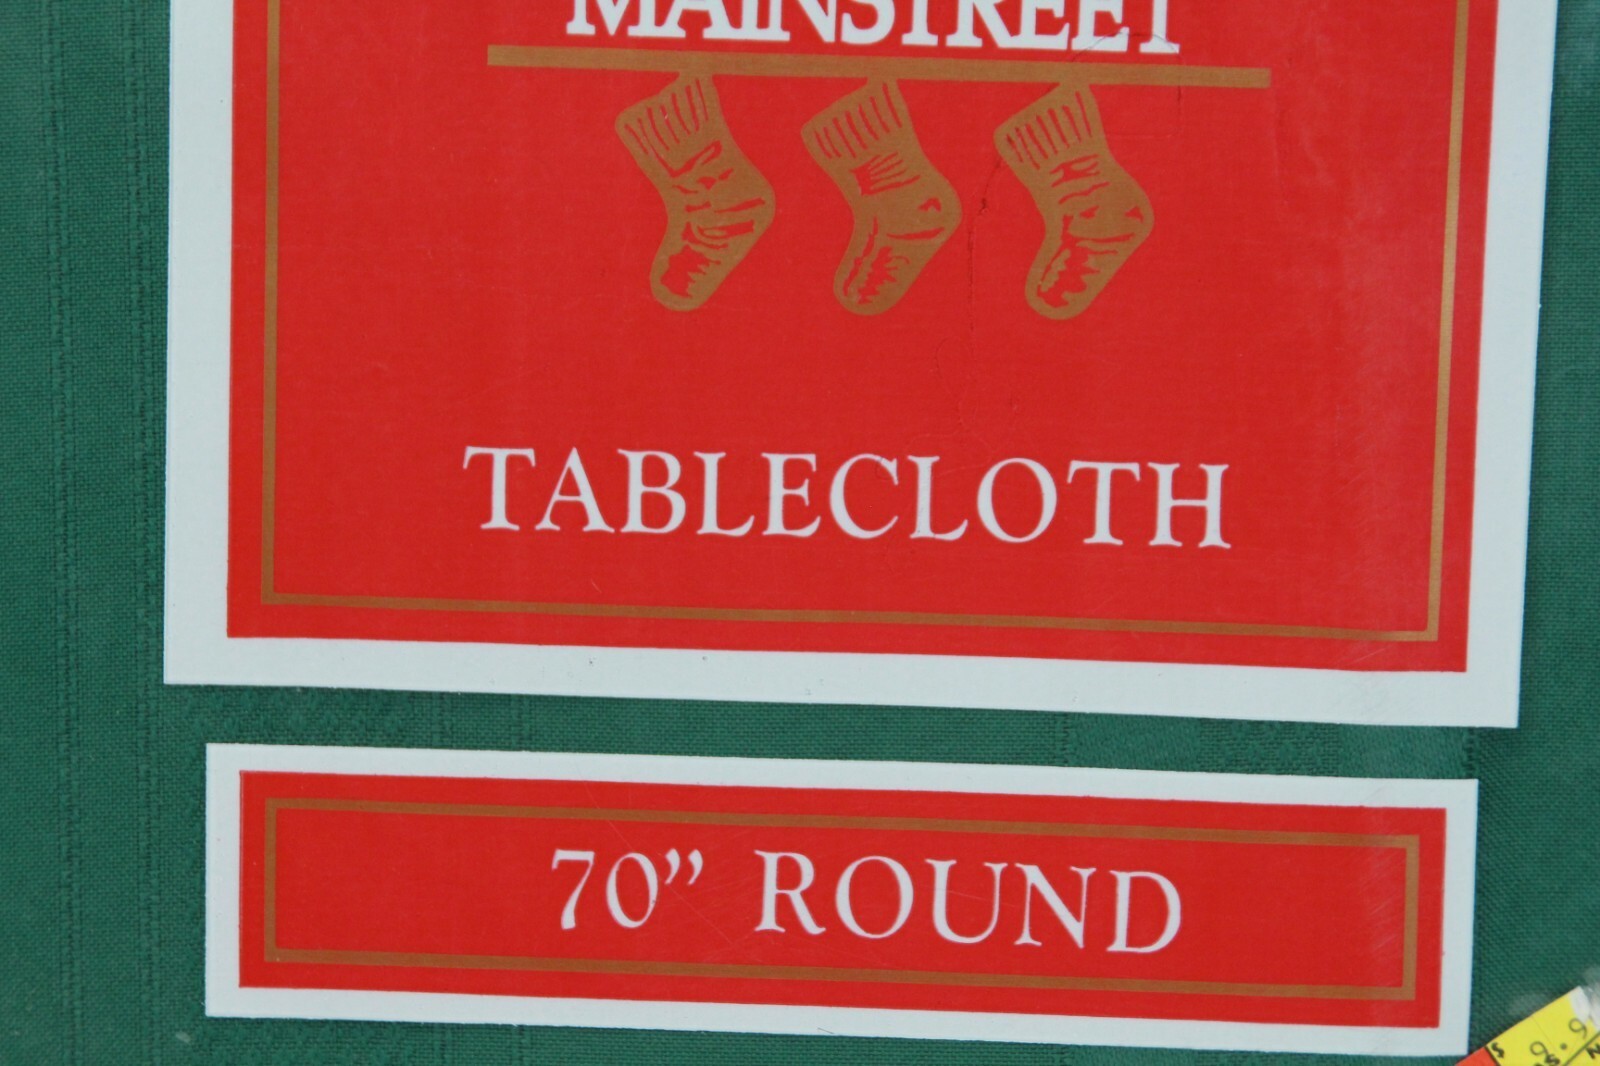 MAINSTREET
TABLECLOTH
70” ROUND